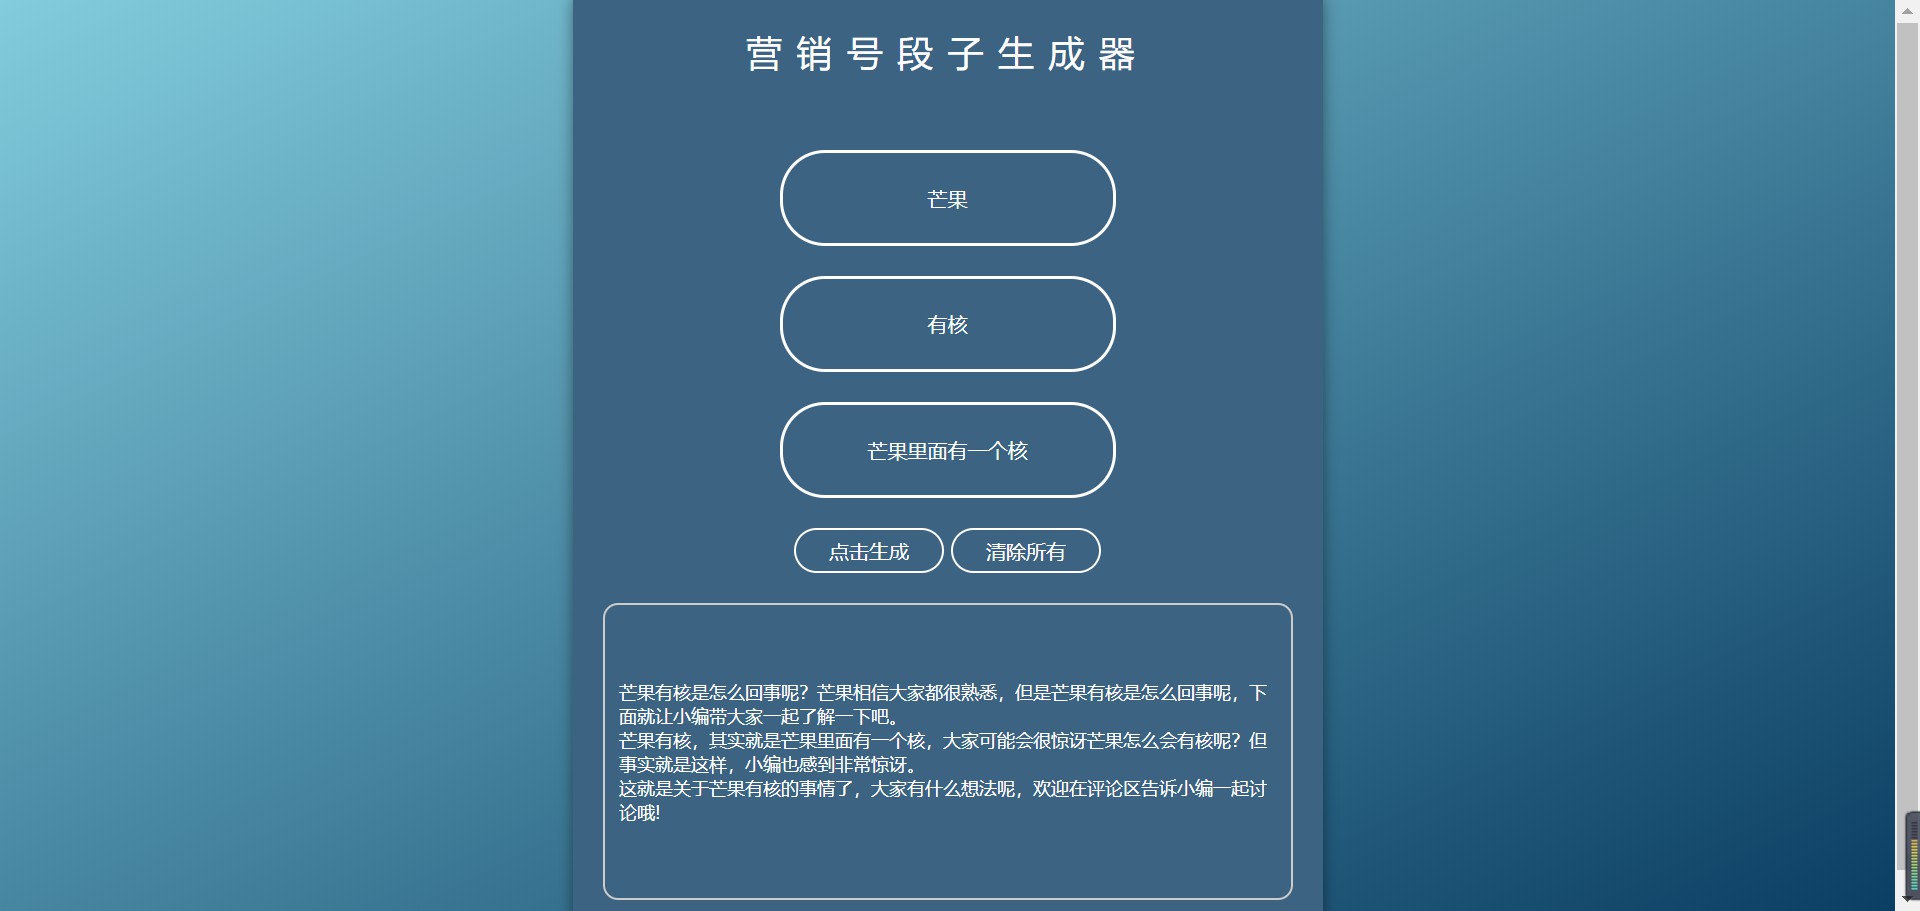 营销号段子生成器
芒果
有核
芒果里面有一个核
点击生成 清除所有
芒果有核是怎么回事呢？芒果相信大家都很熟悉，但是芒果有核是怎么回事呢，下
面就让小编带大家一起了解一下吧。
芒果有核，其实就是芒果里面有一个核，大家可能会很惊讶芒果怎么会有核呢？但
事实就是这样，小编也感到非常惊讶。
这就是关于芒果有核的事情了，大家有什么想法呢，欢迎在评论区告诉小编一起讨
论哦!